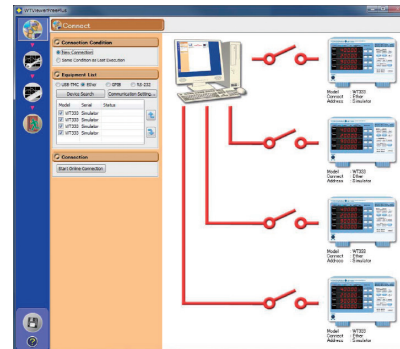 WTViewerFreePlus
Connect
Connection Condition
New Connection
Same Condition as Last Execution
Equipment List
USB TMC Ether GPIB RS-232
Device Search Communication Setting...
Model Serial Status
WT333 Simulator
WT333 Simulator
WT333 Simulator
WT333 Simulator
Connection
Start Online Connection
Model : WT333
Connect : Ether
Address : Simulator
Model : WT333
Connect : Ether
Address : Simulator
Model : WT333
Connect : Ether
Address : Simulator
Model : WT333
Connect : Ether
Address : Simulator